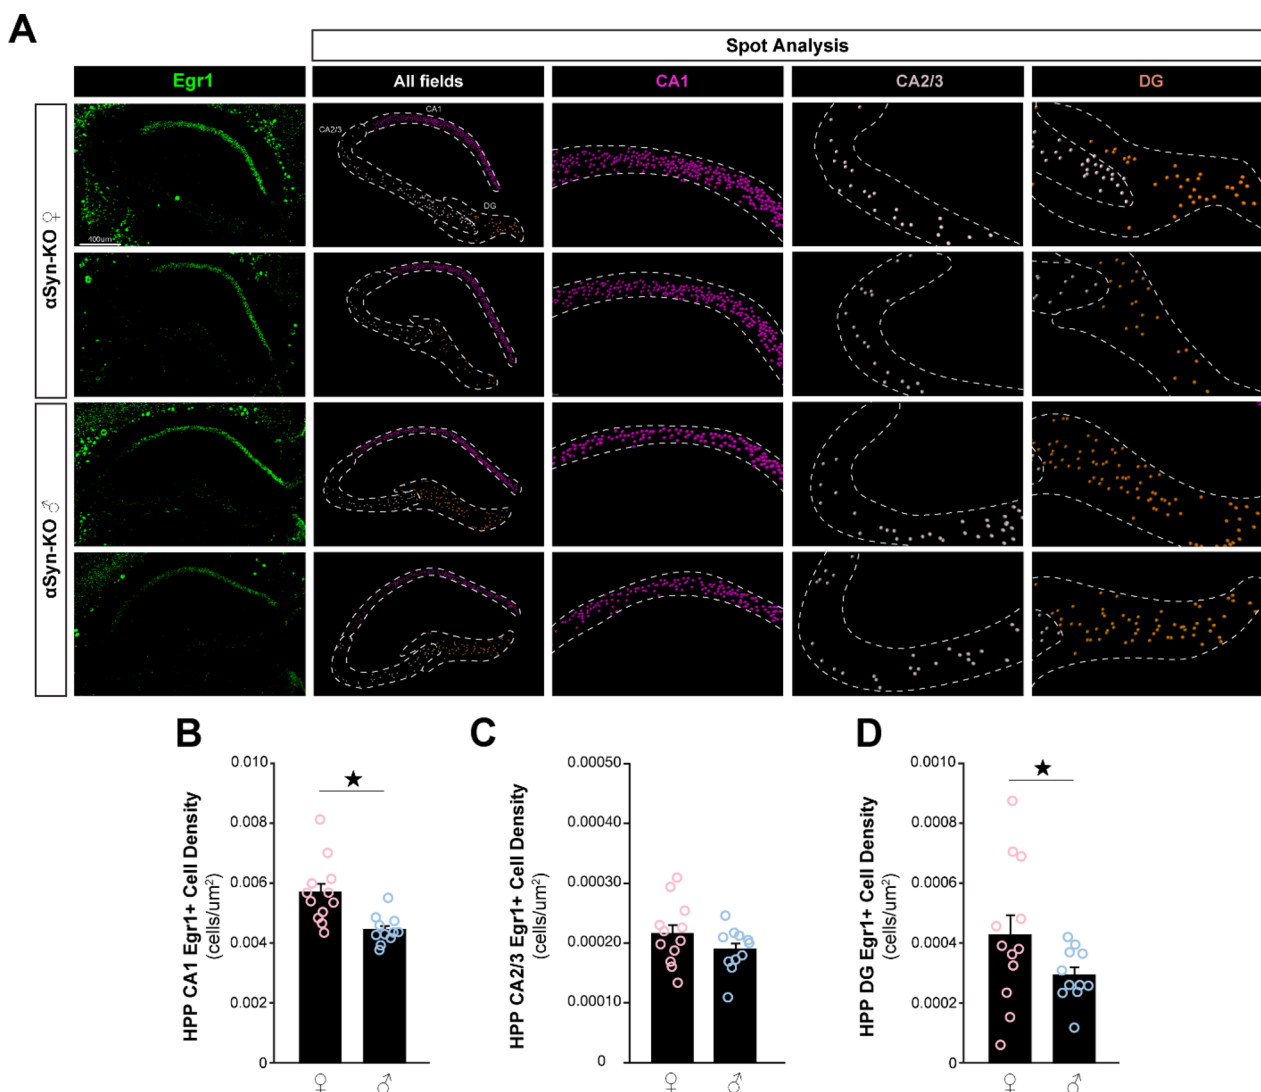 A
Spot Analysis
Egr1
All fields
CA1
CA2/3
DG
αSyn-KO ♀
400um
CA1
CA2/3
DG
αSyn-KO ♂
B
HPP CA1 Egr1+ Cell Density
(cells/um²)
0.010
0.008
0.006
0.004
0.002
0
★
♀
♂
C
HPP CA2/3 Egr1+ Cell Density
(cells/um²)
0.00050
0.00040
0.00030
0.00020
0.00010
0
♀
♂
D
HPP DG Egr1+ Cell Density
(cells/um²)
0.0010
0.0008
0.0006
0.0004
0.0002
0
★
♀
♂